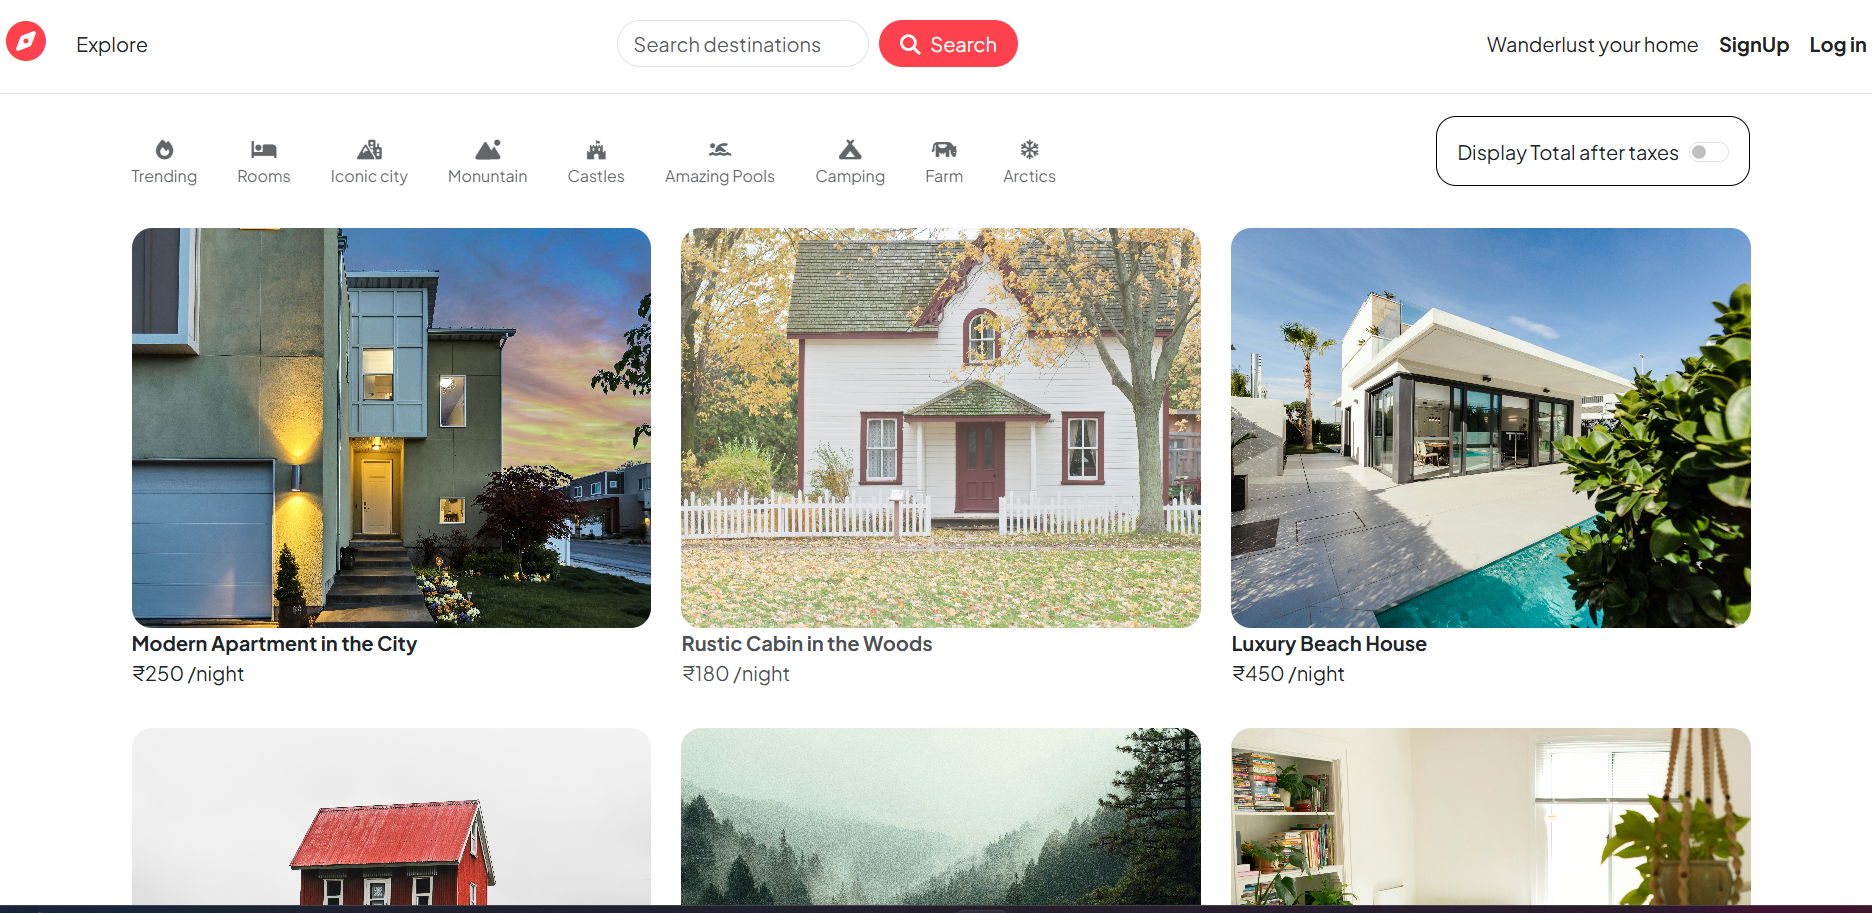 Explore
Search destinations
Search
Wanderlust your home
SignUp
Log in
Trending
Rooms
Iconic city
Monuntain
Castles
Amazing Pools
Camping
Farm
Arctics
Display Total after taxes
Modern Apartment in the City
₹250 /night
Rustic Cabin in the Woods
₹180 /night
Luxury Beach House
₹450 /night